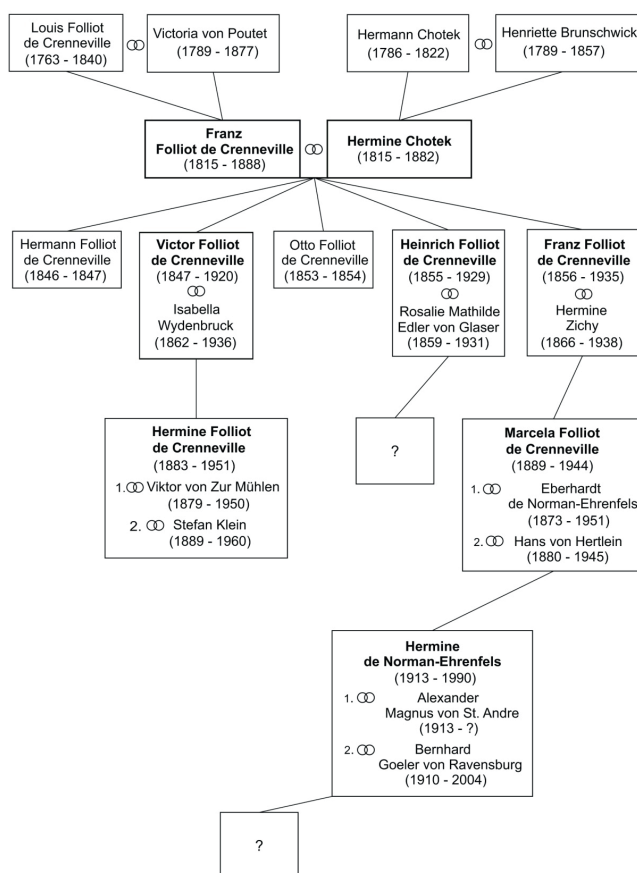 Louis Folliot
de Crenneville
(1763 - 1840)
Victoria von Poutet
(1789 - 1877)
Hermann Chotek
(1786 - 1822)
Henriette Brunschwick
(1789 - 1857)
Franz
Folliot de Crenneville
(1815 - 1888)
Hermine Chotek
(1815 - 1882)
Hermann Folliot
de Crenneville
(1846 - 1847)
Victor Folliot
de Crenneville
(1847 - 1920)
Isabella
Wydenbruck
(1862 - 1936)
Otto Folliot
de Crenneville
(1853 - 1854)
Heinrich Folliot
de Crenneville
(1855 - 1929)
Rosalie Mathilde
Edler von Glaser
(1859 - 1931)
Franz Folliot
de Crenneville
(1856 - 1935)
Hermine
Zichy
(1866 - 1938)
Hermine Folliot
de Crenneville
(1883 - 1951)
1. Viktor von Zur Mühlen
(1879 - 1950)
2. Stefan Klein
(1889 - 1960)
?
Marcela Folliot
de Crenneville
(1889 - 1944)
1. Eberhardt
de Norman-Ehrenfels
(1873 - 1951)
2. Hans von Hertlein
(1880 - 1945)
Hermine
de Norman-Ehrenfels
(1913 - 1990)
1. Alexander
Magnus von St. Andre
(1913 - ?)
2. Bernhard
Goeler von Ravensburg
(1910 - 2004)
?